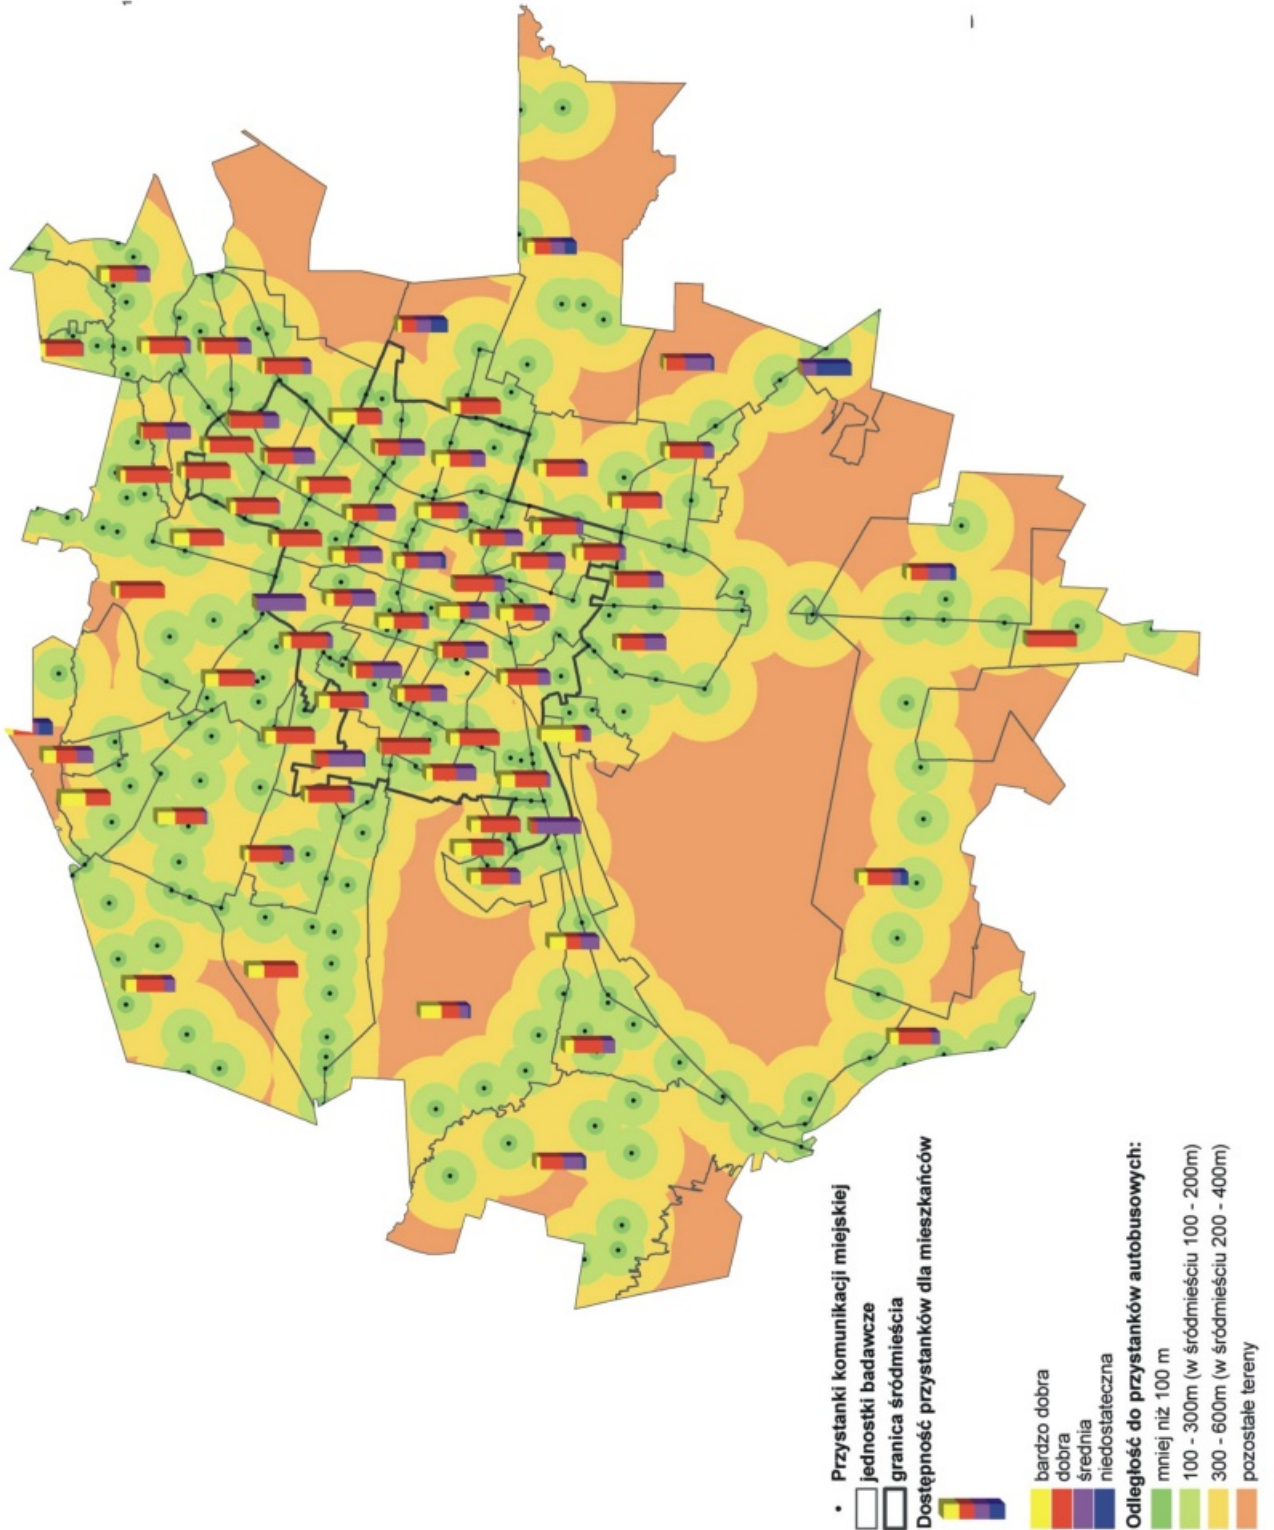 Przystanki komunikacji miejskiej
jednostki badawcze
granica śródmieścia
Dostępność przystanków dla mieszkańców
bardzo dobra
dobra
średnia
niedostateczna
Odległość do przystanków autobusowych:
mniej niż 100 m
100 - 300m (w śródmieściu 100 - 200m)
300 - 600m (w śródmieściu 200 - 400m)
pozostałe tereny